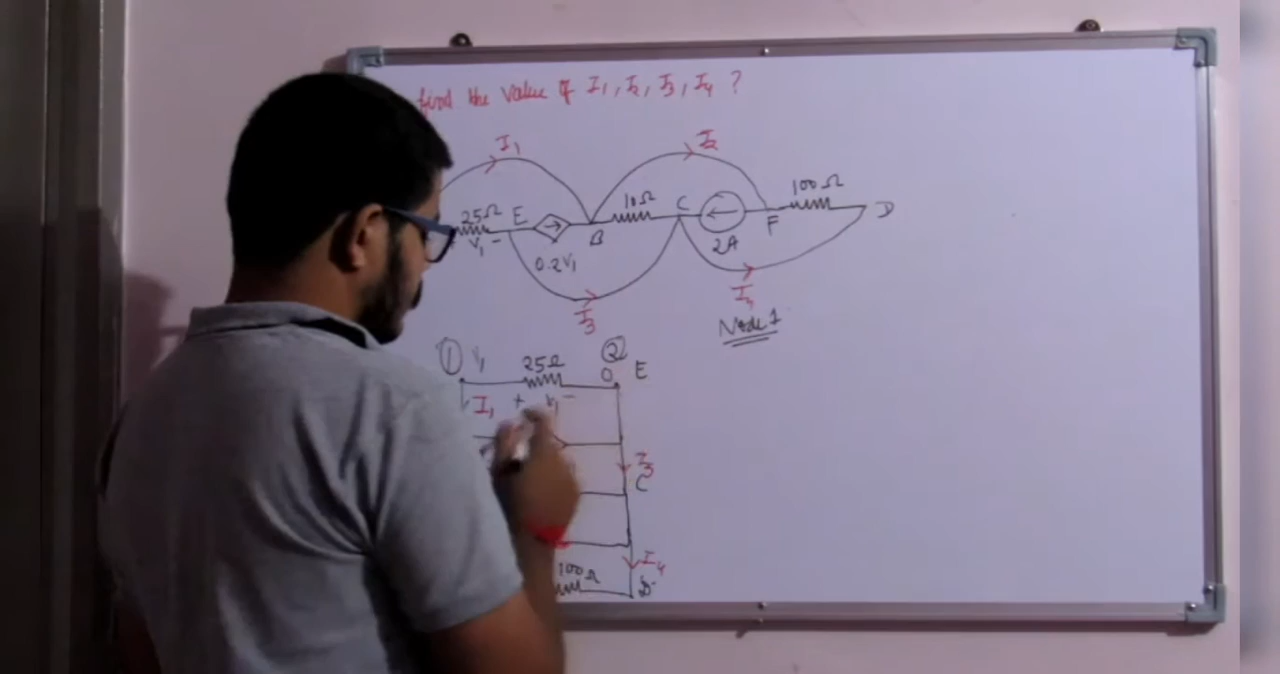 find the value of I₁, I₂, I₃, I₄ ?
I₁ I₂
25Ω E 10Ω C 100Ω
V₁ - B 2A F D
0.2V₁
I₃ I₄
Node 1
① V₁ 25Ω ② 0 E
I₁ + V₁ -
I₃
C
I₄
100Ω D